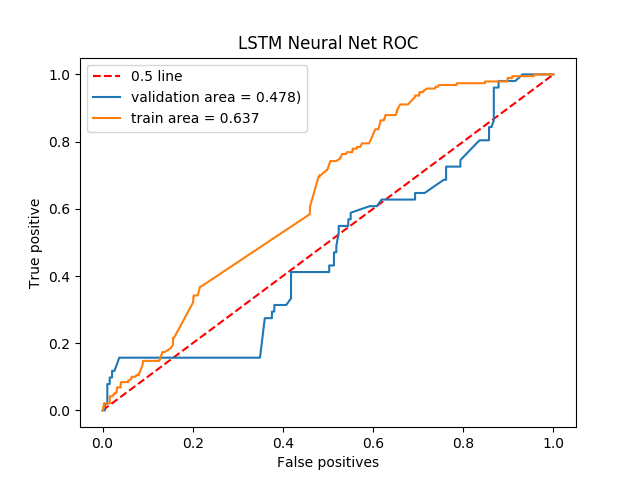 LSTM Neural Net ROC
0.5 line
validation area = 0.478)
train area = 0.637
1.0
0.8
0.6
0.4
0.2
0.0
True positive
0.0 0.2 0.4 0.6 0.8 1.0
False positives